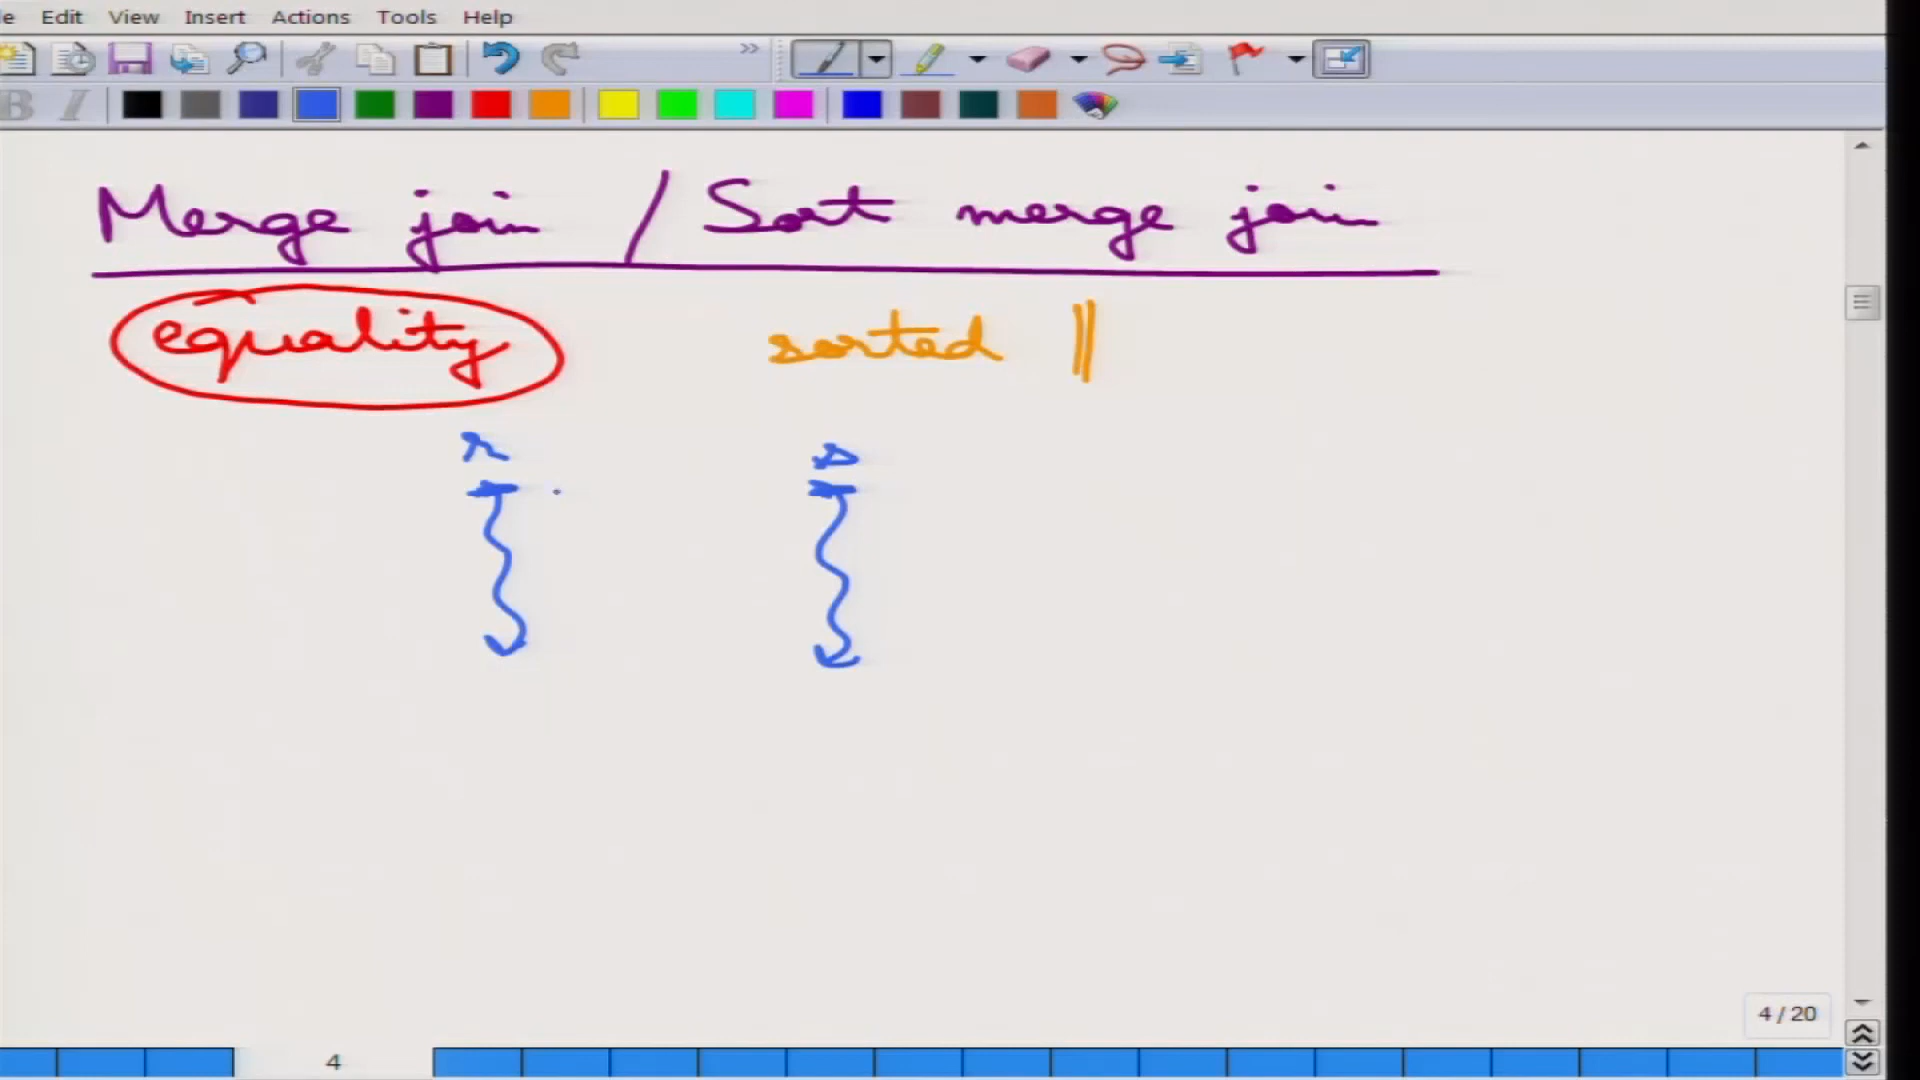 Edit View Insert Actions Tools Help
B I
Merge join / Sort merge join
equality sorted ||
r s
4 / 20
4